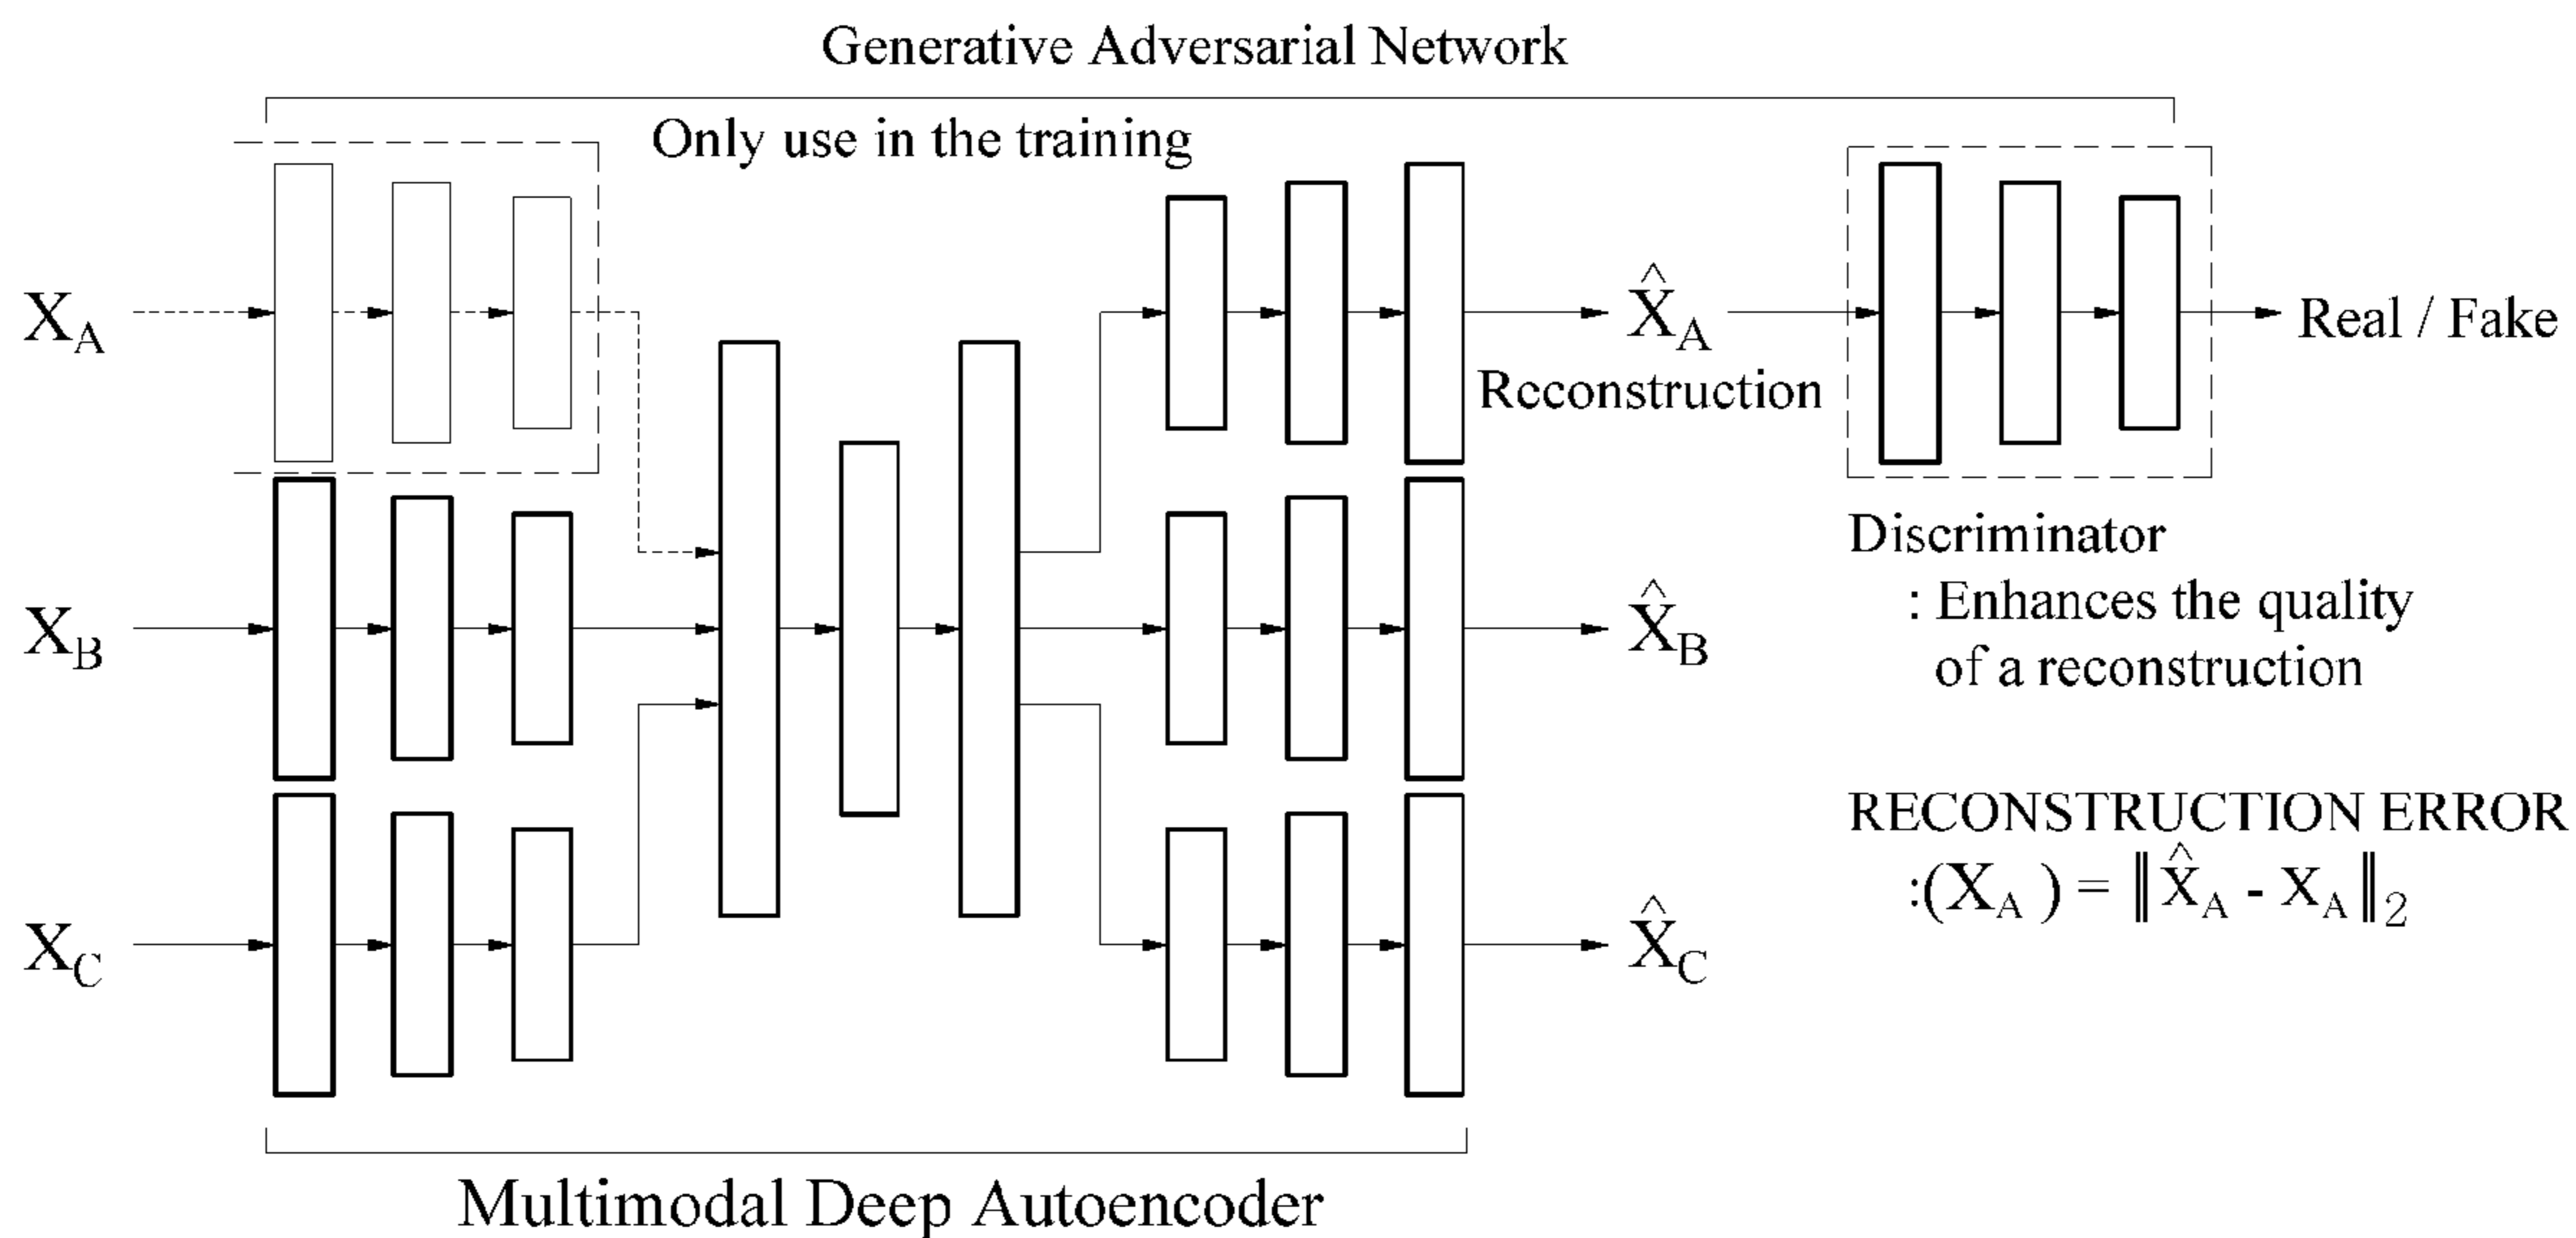 Generative Adversarial Network
Only use in the training
X_A
X̂_A
Real / Fake
Rcconstruction
Discriminator
: Enhances the quality
of a reconstruction
X_B
X̂_B
RECONSTRUCTION ERROR
:(X_A ) = ‖ X̂_A - X_A ‖_2
X_C
X̂_C
Multimodal Deep Autoencoder